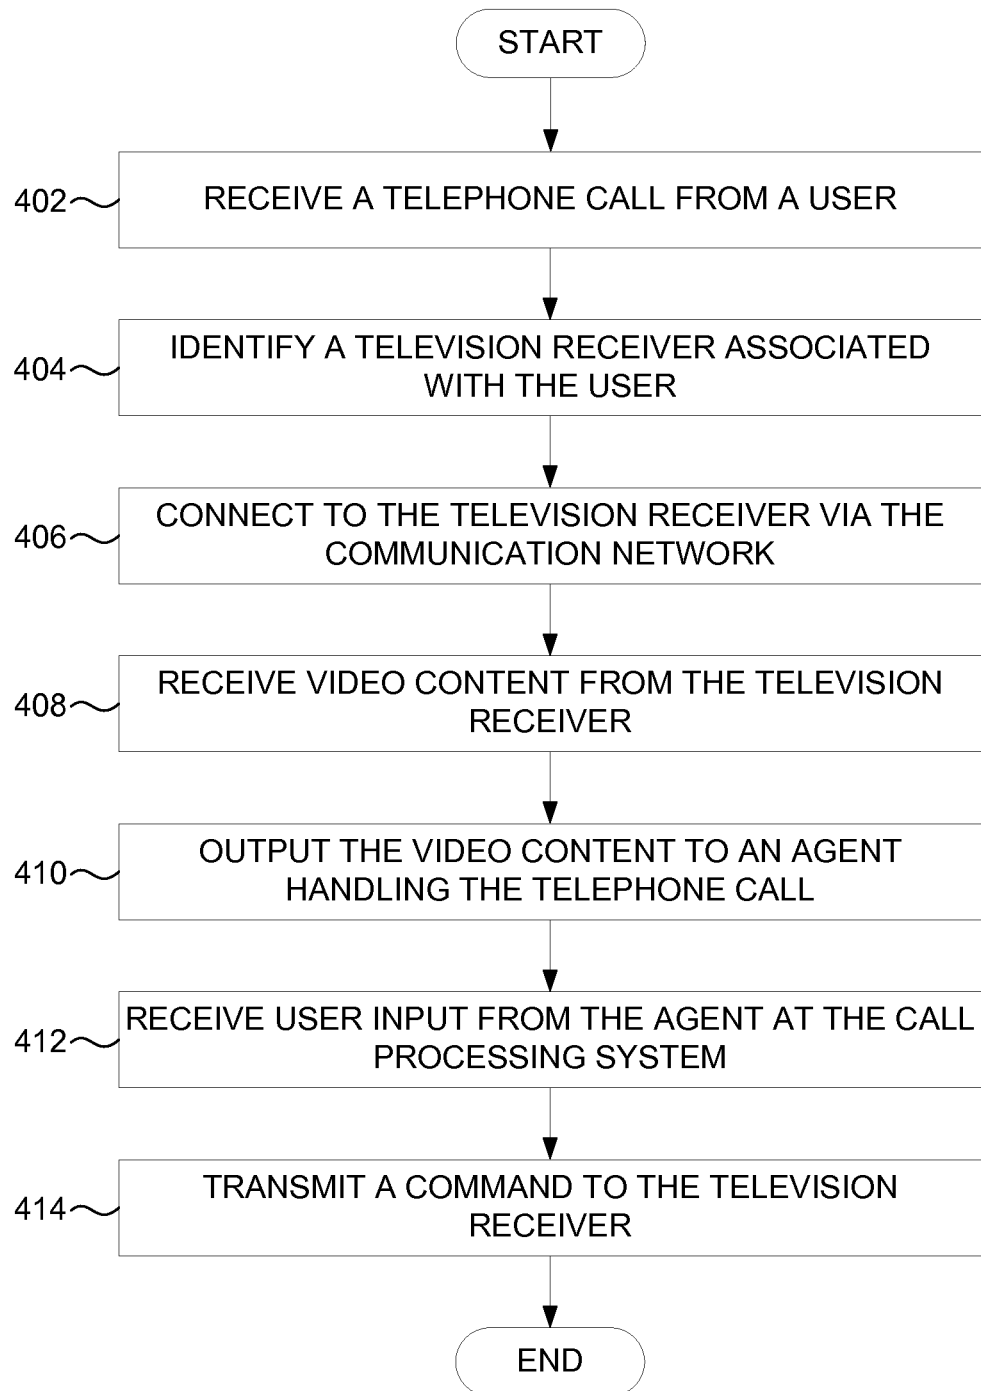 START
402
RECEIVE A TELEPHONE CALL FROM A USER
404
IDENTIFY A TELEVISION RECEIVER ASSOCIATED
WITH THE USER
406
CONNECT TO THE TELEVISION RECEIVER VIA THE
COMMUNICATION NETWORK
408
RECEIVE VIDEO CONTENT FROM THE TELEVISION
RECEIVER
410
OUTPUT THE VIDEO CONTENT TO AN AGENT
HANDLING THE TELEPHONE CALL
412
RECEIVE USER INPUT FROM THE AGENT AT THE CALL
PROCESSING SYSTEM
414
TRANSMIT A COMMAND TO THE TELEVISION
RECEIVER
END